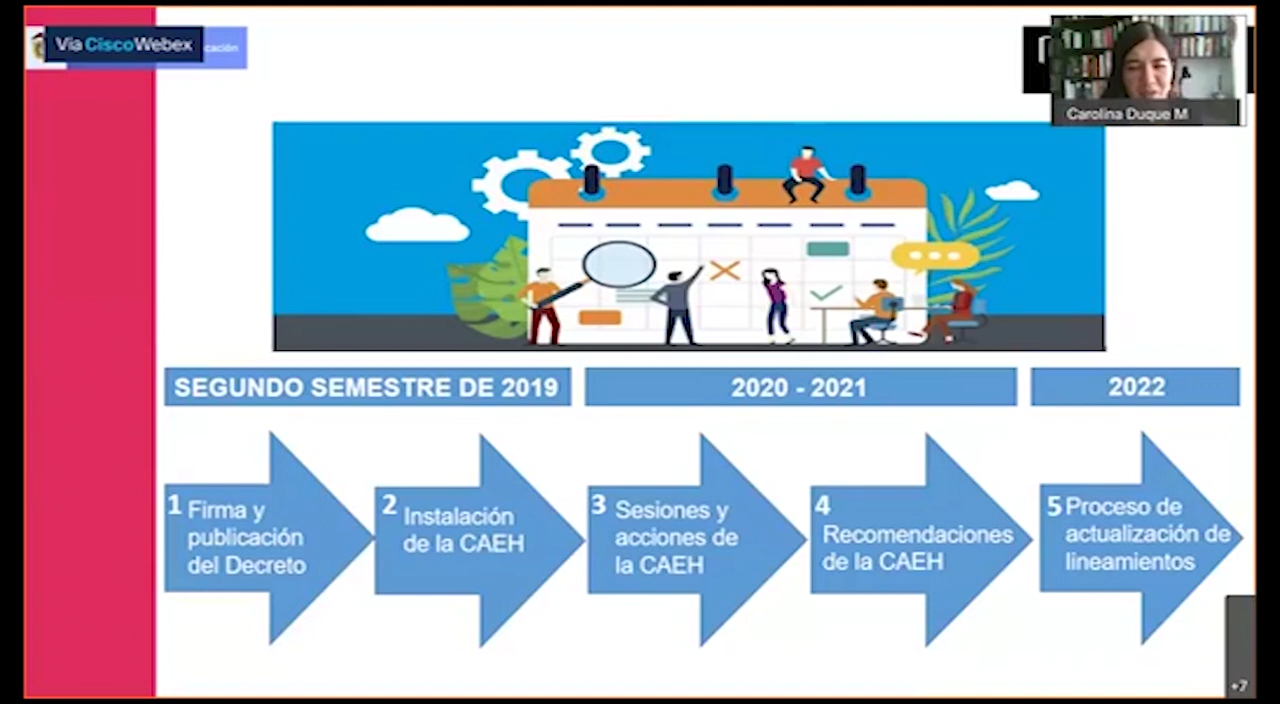 Vía CiscoWebex
cación
Carolina Duque M
SEGUNDO SEMESTRE DE 2019
2020 - 2021
2022
1 Firma y
publicación
del Decreto
2 Instalación
de la CAEH
3 Sesiones y
acciones de
la CAEH
4
Recomendaciones
de la CAEH
5 Proceso de
actualización de
lineamientos
+7